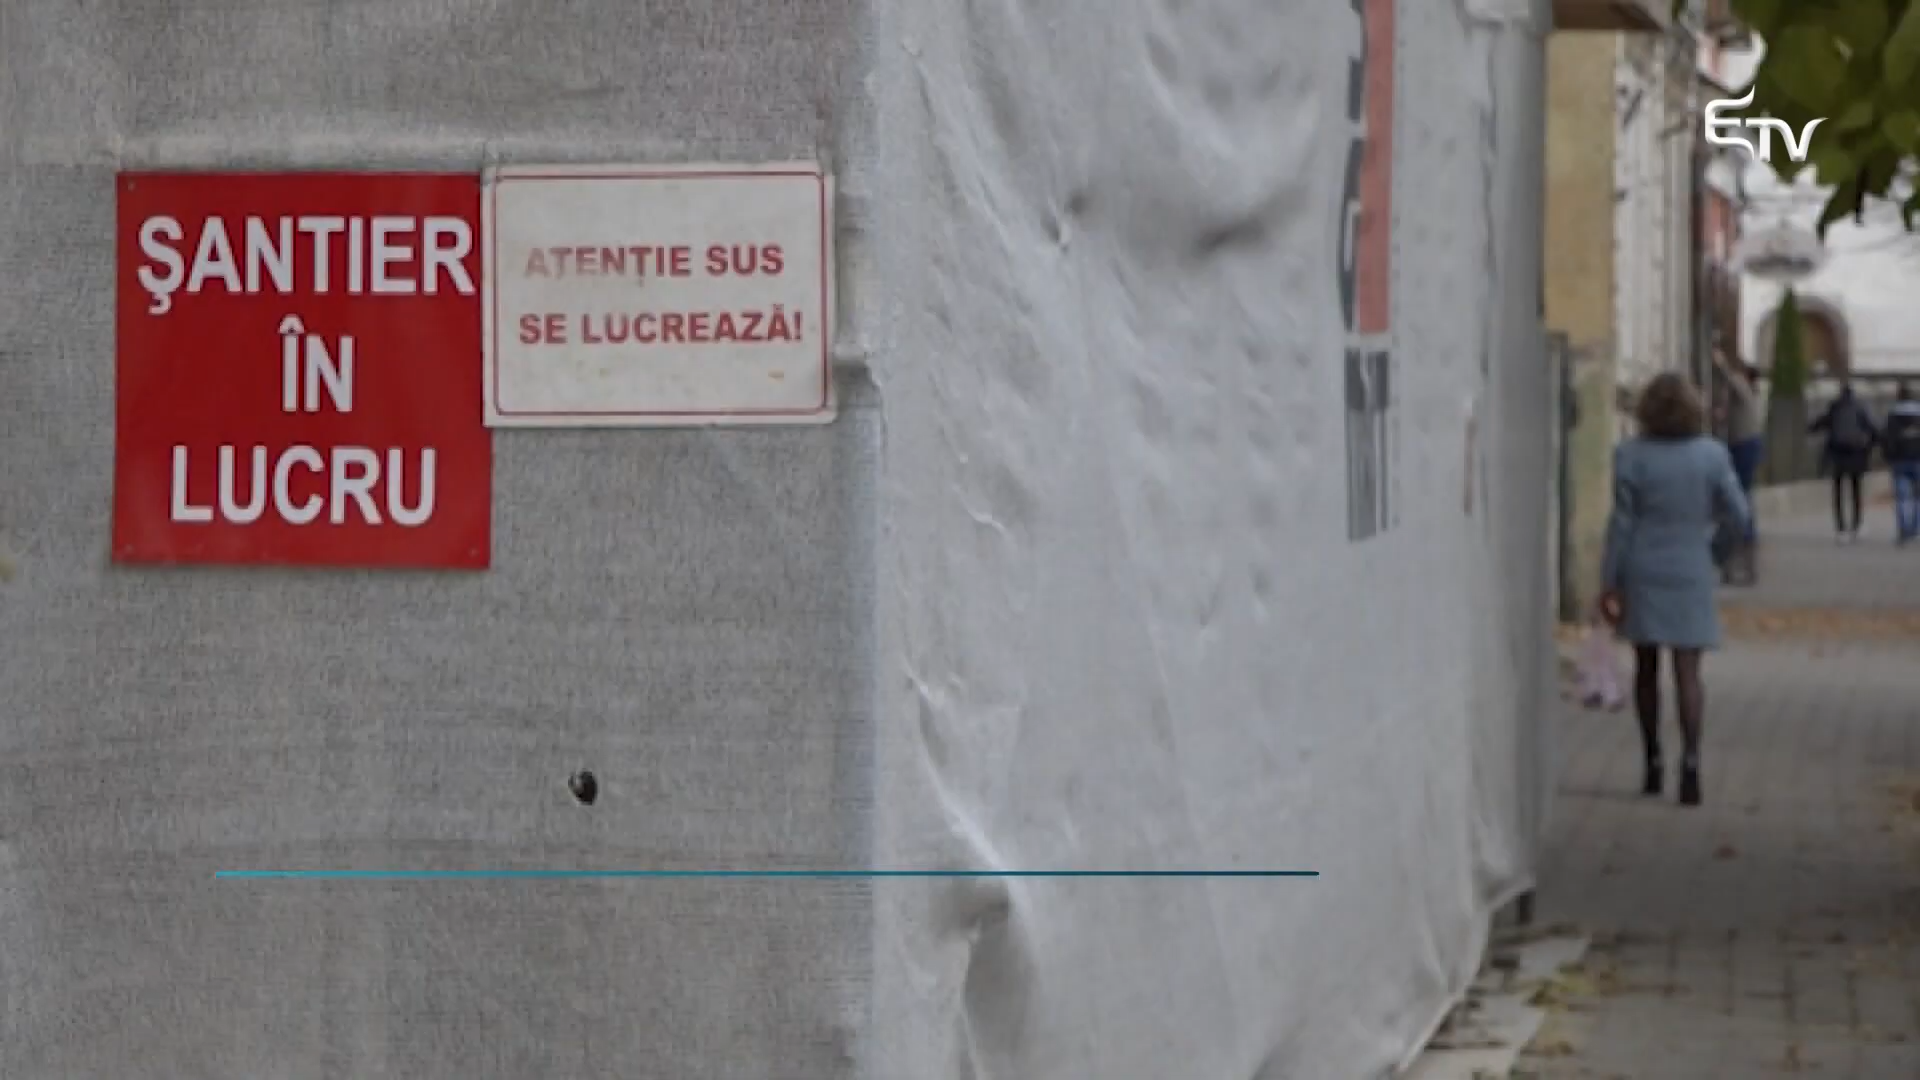 ŞANTIER
ÎN
LUCRU
ATENȚIE SUS
SE LUCREAZĂ!
ETV